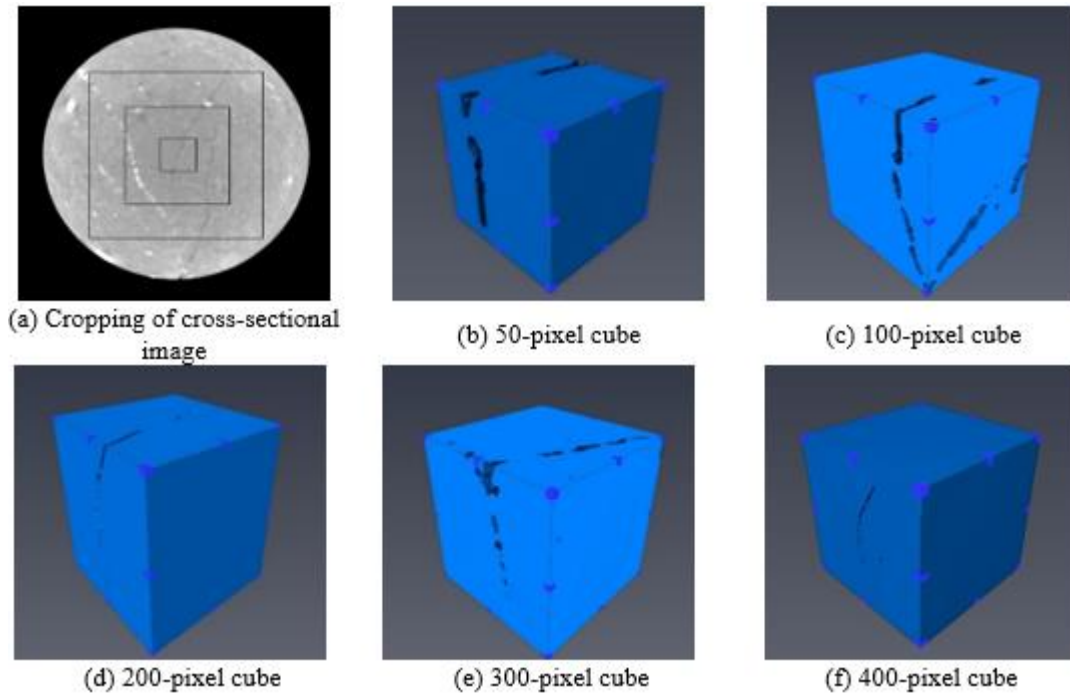 (a) Cropping of cross-sectional
image
(b) 50-pixel cube
(c) 100-pixel cube
(d) 200-pixel cube
(e) 300-pixel cube
(f) 400-pixel cube